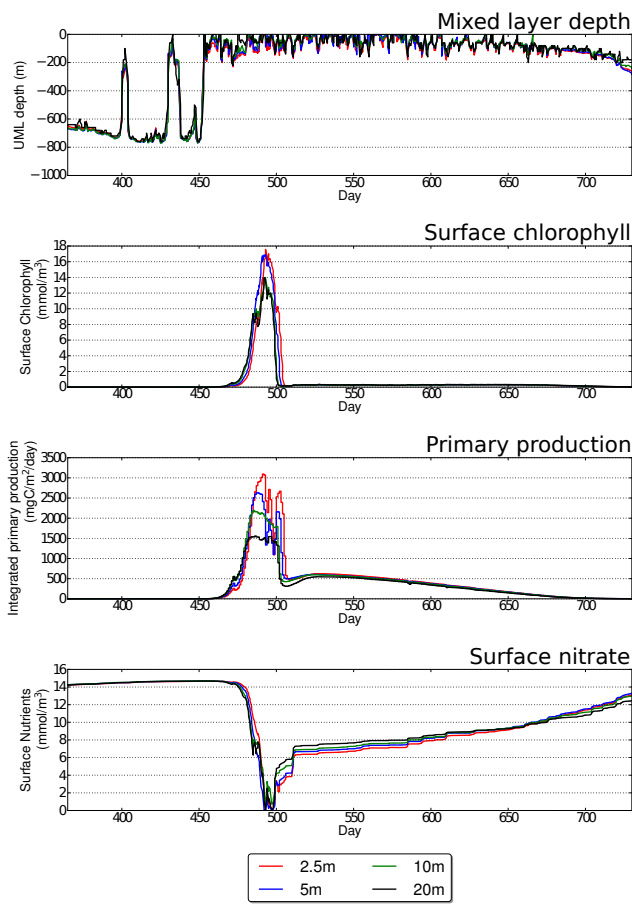 Mixed layer depth
UML depth (m)
0
−200
−400
−600
−800
−1000
400 450 500 550 600 650 700
Day
Surface chlorophyll
Surface Chlorophyll
(mmol/m³)
18
16
14
12
10
8
6
4
2
0
400 450 500 550 600 650 700
Day
Primary production
Integrated primary production
(mgC/m²/day)
3500
3000
2500
2000
1500
1000
500
0
400 450 500 550 600 650 700
Day
Surface nitrate
Surface Nutrients
(mmol/m³)
16
14
12
10
8
6
4
2
0
400 450 500 550 600 650 700
Day
2.5m 10m
5m 20m